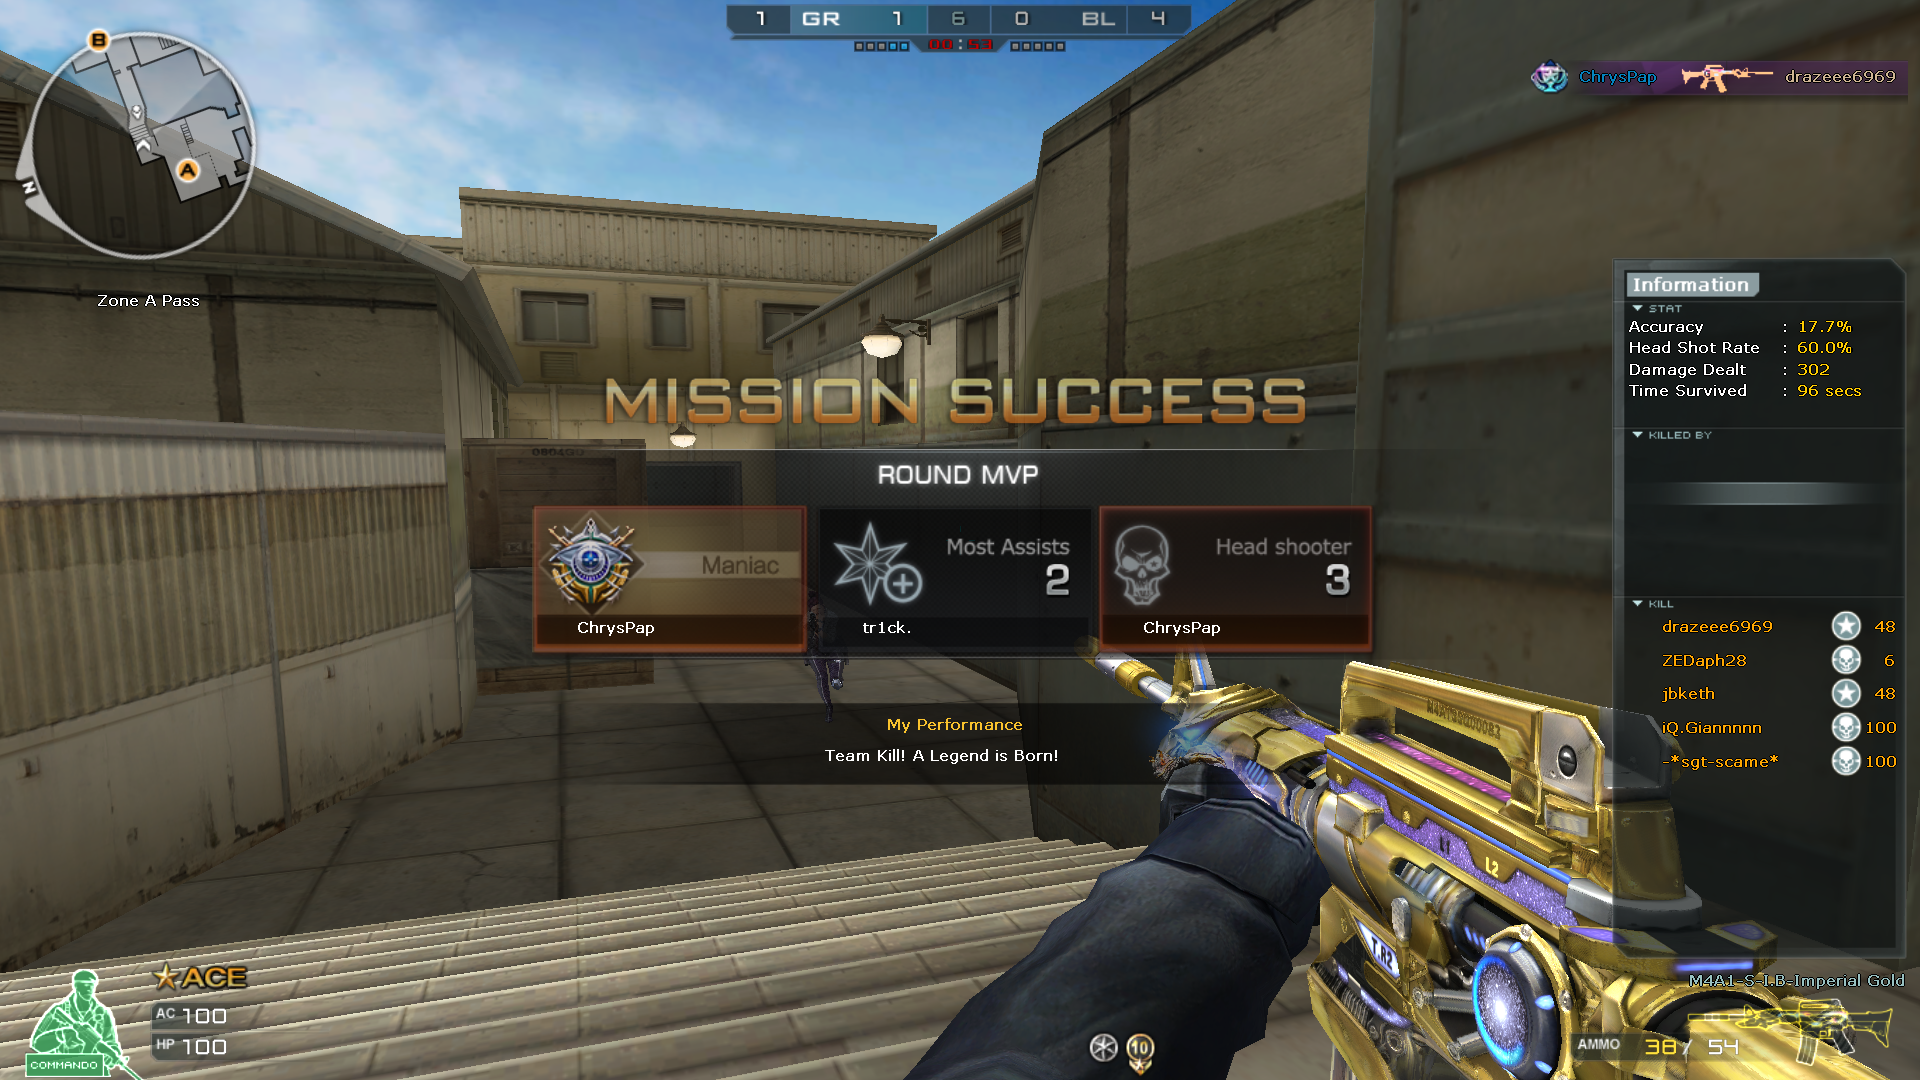 1 GR 1 6 0 BL 4
00:53
B
A
N
Zone A Pass
ChrysPap drazeee6969
Information
STAT
Accuracy : 17.7%
Head Shot Rate : 60.0%
Damage Dealt : 302
Time Survived : 96 secs
KILLED BY
KILL
drazeee6969 48
ZEDaph28 6
jbketh 48
iQ.Giannnnn 100
-*sgt-scame* 100
MISSION SUCCESS
ROUND MVP
Maniac
ChrysPap
Most Assists
2
tr1ck.
Head shooter
3
ChrysPap
My Performance
Team Kill! A Legend is Born!
L1
L2
T.R2
ACE
AC 100
HP 100
COMMANDO
10
M4A1-S-I.B-Imperial Gold
AMMO 38 / 54